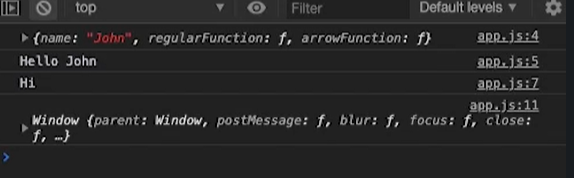 top Filter Default levels
{name: "John", regularFunction: ƒ, arrowFunction: ƒ} app.js:4
Hello John app.js:5
Hi app.js:7
app.js:11
Window {parent: Window, postMessage: ƒ, blur: ƒ, focus: ƒ, close:
ƒ, …}